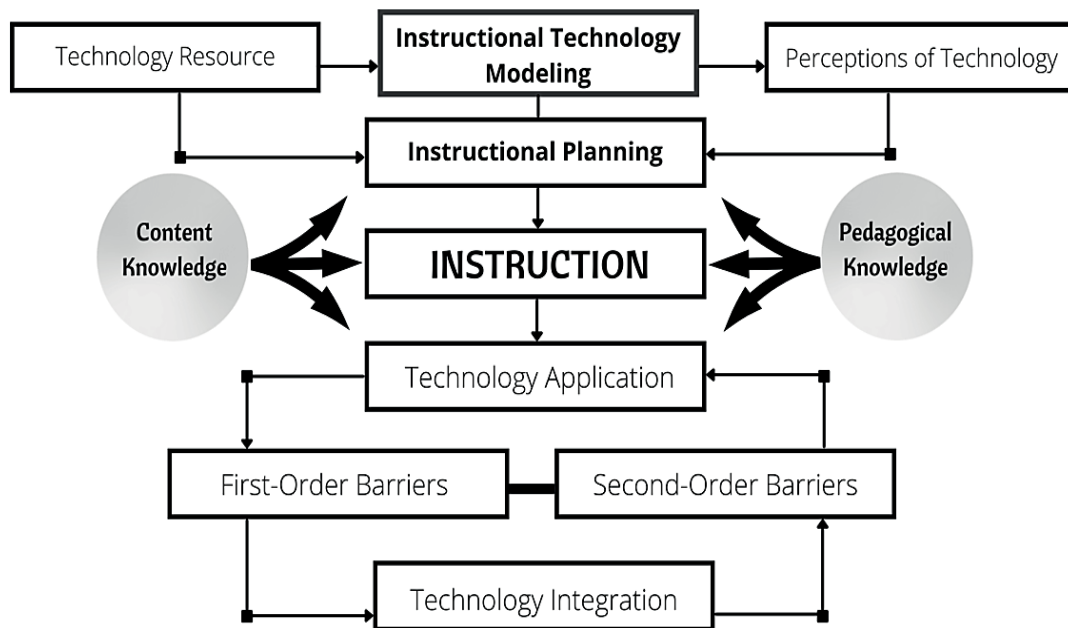 Technology Resource
Instructional Technology
Modeling
Perceptions of Technology
Instructional Planning
Content
Knowledge
Pedagogical
Knowledge
INSTRUCTION
Technology Application
First-Order Barriers
Second-Order Barriers
Technology Integration